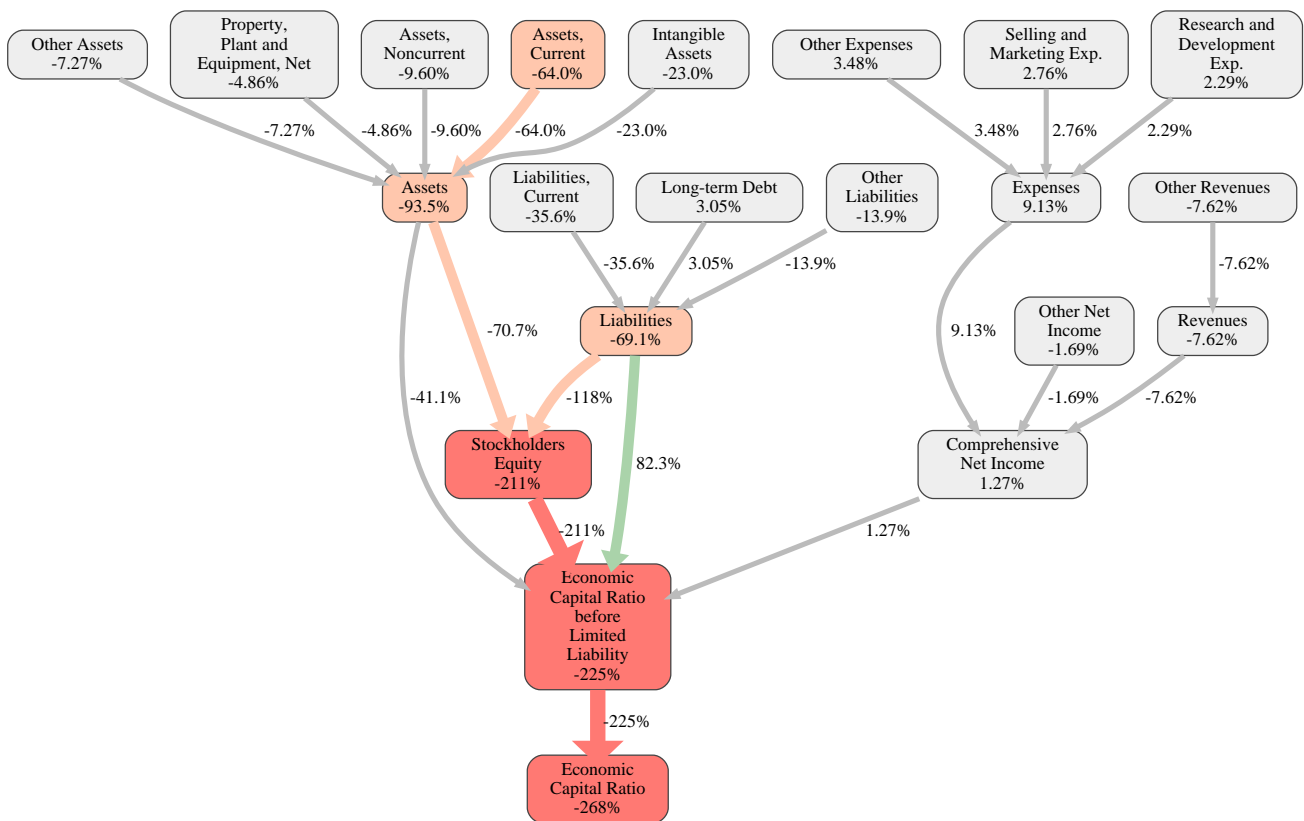 Other Assets
-7.27%
Property,
Plant and
Equipment, Net
-4.86%
Assets,
Noncurrent
-9.60%
Assets,
Current
-64.0%
Intangible
Assets
-23.0%
Other Expenses
3.48%
Selling and
Marketing Exp.
2.76%
Research and
Development
Exp.
2.29%
-7.27%
-4.86%
-9.60%
-64.0%
-23.0%
3.48%
2.76%
2.29%
Assets
-93.5%
Liabilities,
Current
-35.6%
Long-term Debt
3.05%
Other
Liabilities
-13.9%
Expenses
9.13%
Other Revenues
-7.62%
-35.6%
3.05%
-13.9%
-7.62%
-70.7%
Liabilities
-69.1%
9.13%
Other Net
Income
-1.69%
Revenues
-7.62%
-41.1%
-118%
-1.69%
-7.62%
Stockholders
Equity
-211%
82.3%
Comprehensive
Net Income
1.27%
-211%
1.27%
Economic
Capital Ratio
before
Limited
Liability
-225%
-225%
Economic
Capital Ratio
-268%